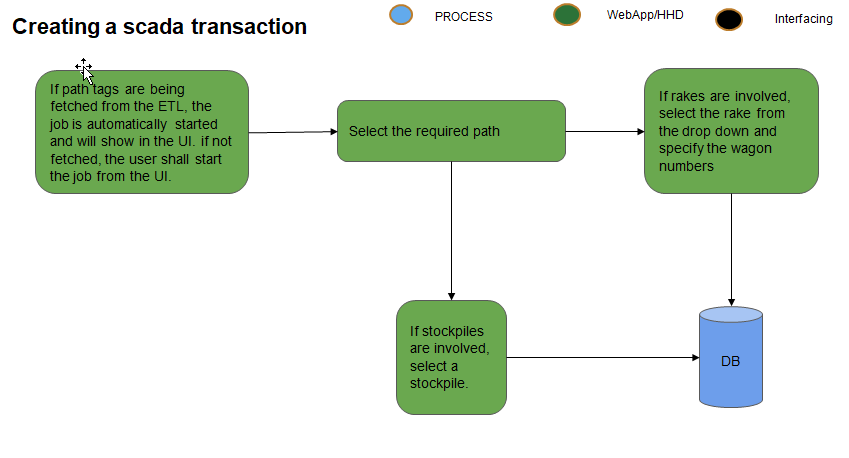 Creating a scada transaction
PROCESS
WebApp/HHD
Interfacing
If path tags are being
fetched from the ETL, the
job is automatically started
and will show in the UI. if not
fetched, the user shall start
the job from the UI.
Select the required path
If rakes are involved,
select the rake from
the drop down and
specify the wagon
numbers
If stockpiles
are involved,
select a
stockpile.
DB